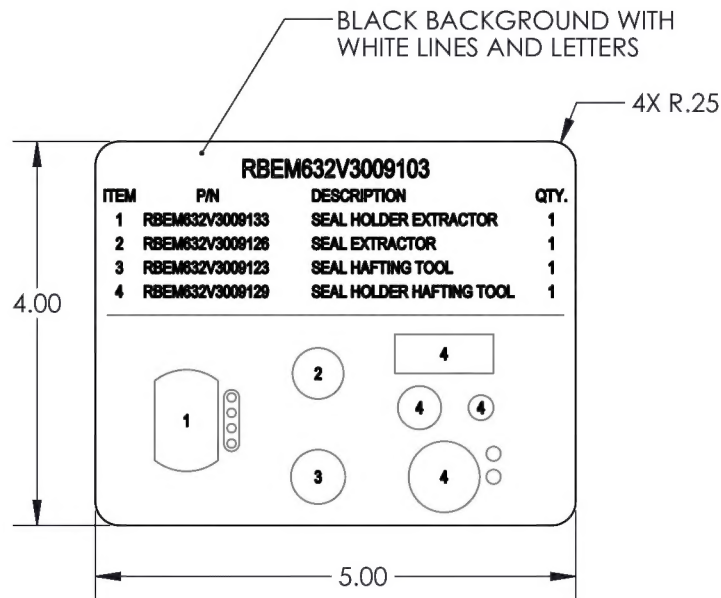 BLACK BACKGROUND WITH
WHITE LINES AND LETTERS
4X R.25
RBEM632V3009103
ITEM P/N DESCRIPTION QTY.
1 RBEM632V3009133 SEAL HOLDER EXTRACTOR 1
2 RBEM632V3009126 SEAL EXTRACTOR 1
3 RBEM632V3009123 SEAL HAFTING TOOL 1
4 RBEM632V3009129 SEAL HOLDER HAFTING TOOL 1
4.00
4
2
4 4
1
3 4
5.00